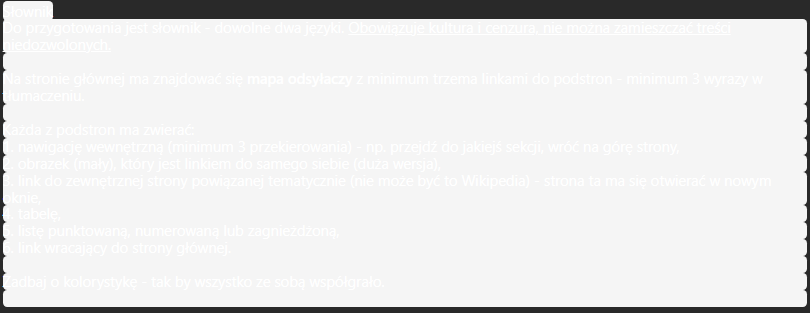 Słownik
Do przygotowania jest słownik - dowolne dwa języki. Obowiązuje kultura i cenzura, nie można zamieszczać treści
niedozwolonych.
Na stronie głównej ma znajdować się mapa odsyłaczy z minimum trzema linkami do podstron - minimum 3 wyrazy w
tłumaczeniu.
Każda z podstron ma zwierać:
1. nawigację wewnętrzną (minimum 3 przekierowania) - np. przejdź do jakiejś sekcji, wróć na górę strony,
2. obrazek (mały), który jest linkiem do samego siebie (duża wersja),
3. link do zewnętrznej strony powiązanej tematycznie (nie może być to Wikipedia) - strona ta ma się otwierać w nowym
oknie,
4. tabelę,
5. listę punktowaną, numerowaną lub zagnieżdżoną,
6. link wracający do strony głównej.
Zadbaj o kolorystykę - tak by wszystko ze sobą współgrało.